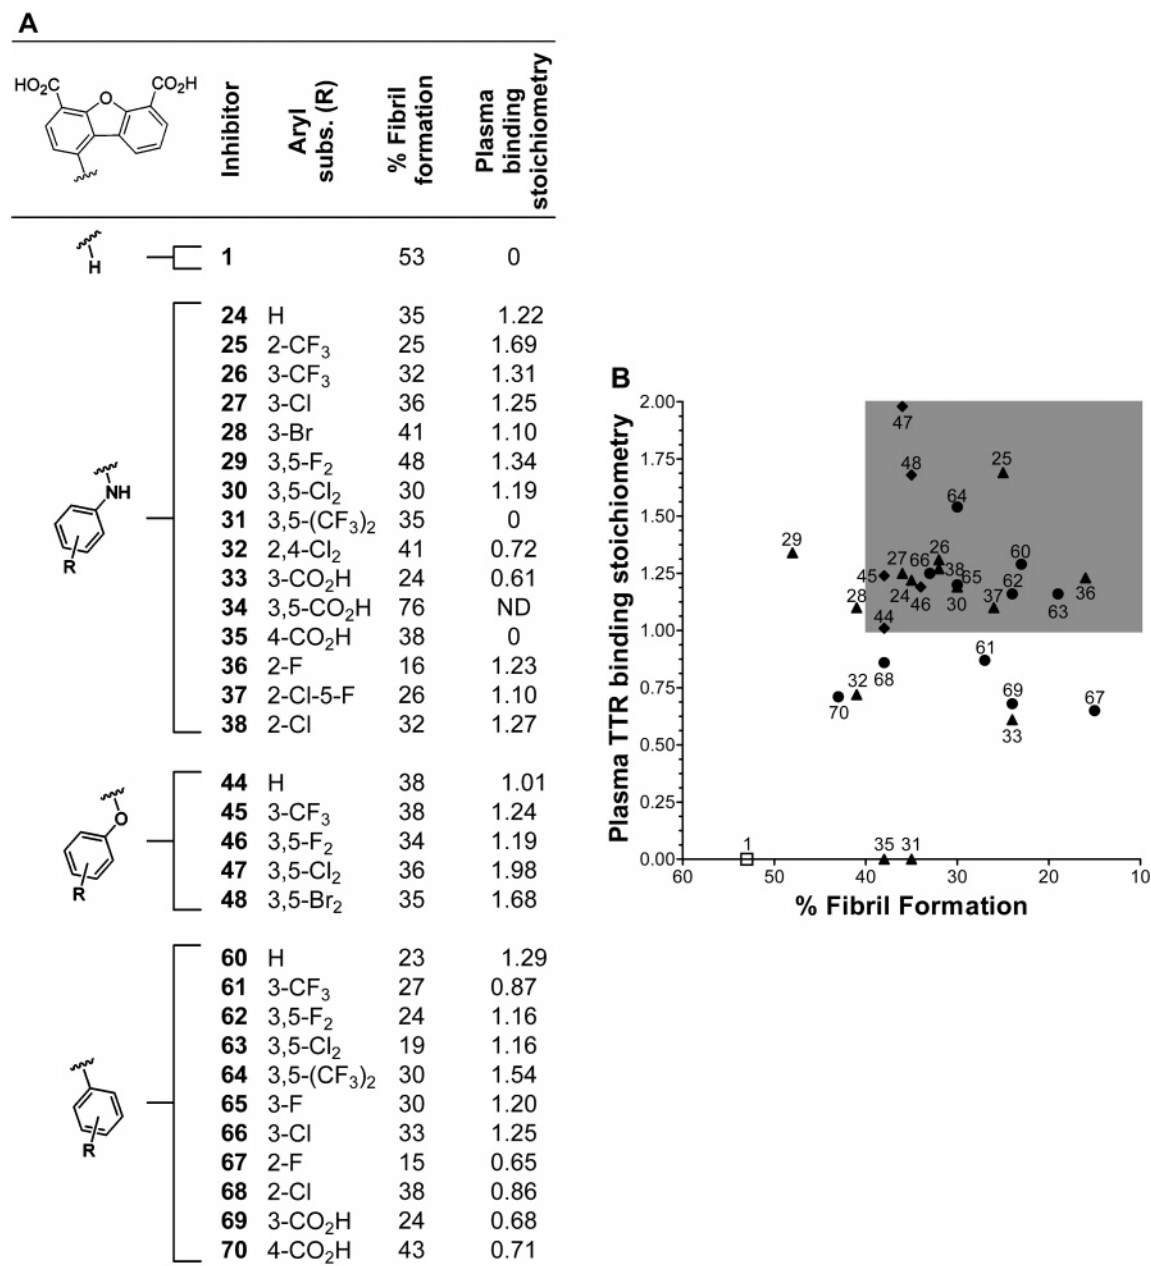 A
HO₂C
O
CO₂H
Inhibitor
Aryl
subs. (R)
% Fibril
formation
Plasma
binding
stoichiometry
H
1 53 0
24 H 35 1.22
25 2-CF₃ 25 1.69
26 3-CF₃ 32 1.31
27 3-Cl 36 1.25
28 3-Br 41 1.10
29 3,5-F₂ 48 1.34
30 3,5-Cl₂ 30 1.19
31 3,5-(CF₃)₂ 35 0
32 2,4-Cl₂ 41 0.72
33 3-CO₂H 24 0.61
34 3,5-CO₂H 76 ND
35 4-CO₂H 38 0
36 2-F 16 1.23
37 2-Cl-5-F 26 1.10
38 2-Cl 32 1.27
NH
R
44 H 38 1.01
45 3-CF₃ 38 1.24
46 3,5-F₂ 34 1.19
47 3,5-Cl₂ 36 1.98
48 3,5-Br₂ 35 1.68
O
R
60 H 23 1.29
61 3-CF₃ 27 0.87
62 3,5-F₂ 24 1.16
63 3,5-Cl₂ 19 1.16
64 3,5-(CF₃)₂ 30 1.54
65 3-F 30 1.20
66 3-Cl 33 1.25
67 2-F 15 0.65
68 2-Cl 38 0.86
69 3-CO₂H 24 0.68
70 4-CO₂H 43 0.71
R
B
Plasma TTR binding stoichiometry
2.00
1.75
1.50
1.25
1.00
0.75
0.50
0.25
0.00
47
48
25
64
29
26
27
66
60
45
38
65
62
28
24
46
30
37
63
36
44
61
68
32
70
69
67
33
1
35
31
60 50 40 30 20 10
% Fibril Formation